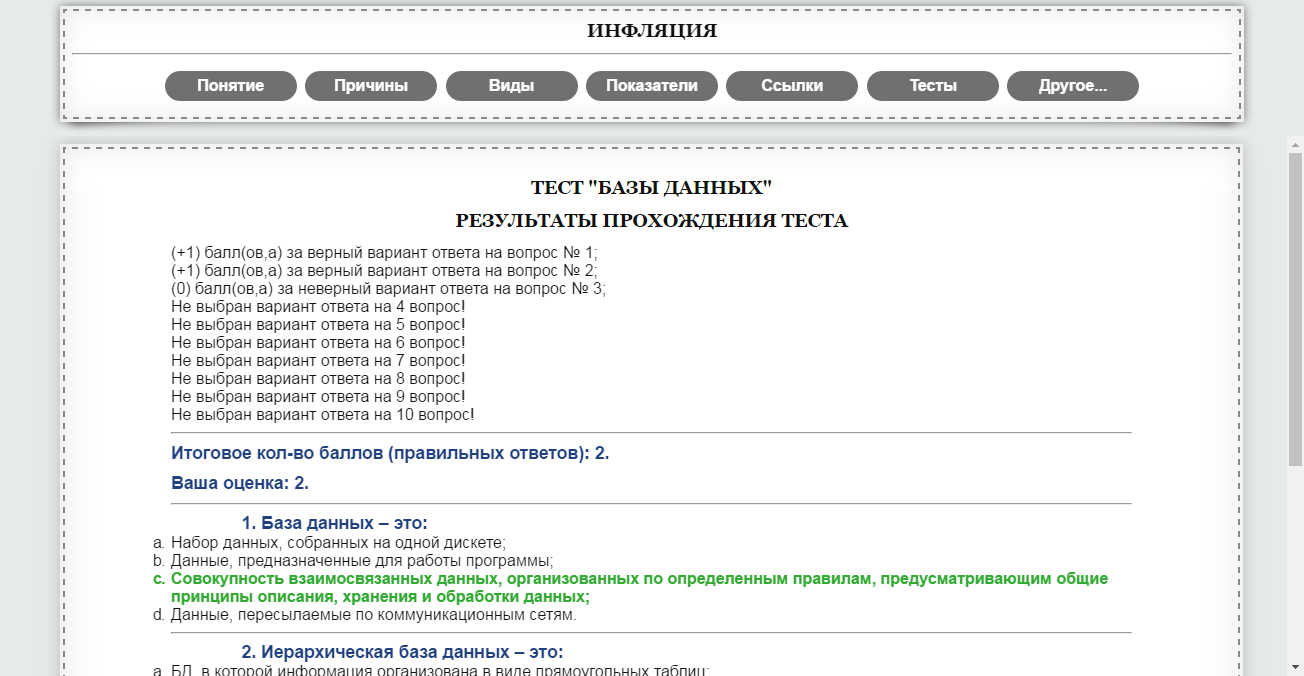 ИНФЛЯЦИЯ
Понятие Причины Виды Показатели Ссылки Тесты Другое...
ТЕСТ "БАЗЫ ДАННЫХ"
РЕЗУЛЬТАТЫ ПРОХОЖДЕНИЯ ТЕСТА
(+1) балл(ов,а) за верный вариант ответа на вопрос № 1;
(+1) балл(ов,а) за верный вариант ответа на вопрос № 2;
(0) балл(ов,а) за неверный вариант ответа на вопрос № 3;
Не выбран вариант ответа на 4 вопрос!
Не выбран вариант ответа на 5 вопрос!
Не выбран вариант ответа на 6 вопрос!
Не выбран вариант ответа на 7 вопрос!
Не выбран вариант ответа на 8 вопрос!
Не выбран вариант ответа на 9 вопрос!
Не выбран вариант ответа на 10 вопрос!
Итоговое кол-во баллов (правильных ответов): 2.
Ваша оценка: 2.
1. База данных – это:
a. Набор данных, собранных на одной дискете;
b. Данные, предназначенные для работы программы;
c. Совокупность взаимосвязанных данных, организованных по определенным правилам, предусматривающим общие
принципы описания, хранения и обработки данных;
d. Данные, пересылаемые по коммуникационным сетям.
2. Иерархическая база данных – это:
a. БД, в которой информация организована в виде прямоугольных таблиц;